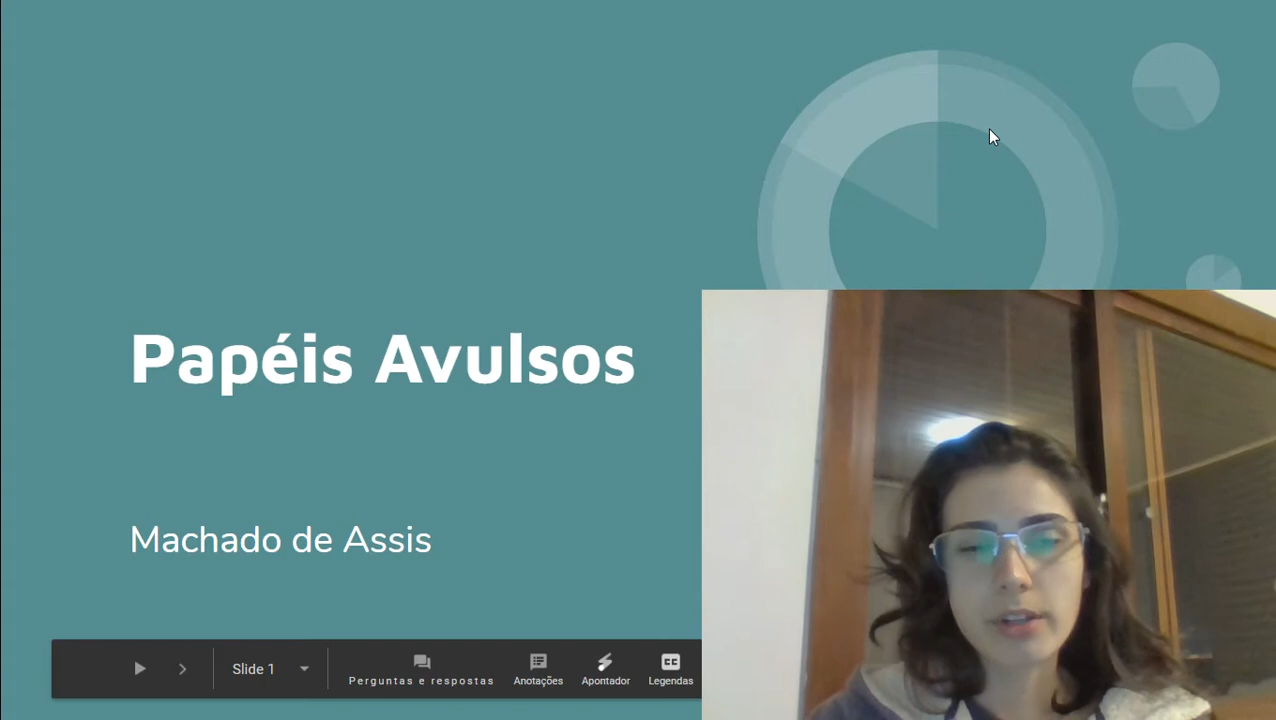 Papéis Avulsos
Machado de Assis
Slide 1
Perguntas e respostas
Anotações
Apontador
Legendas